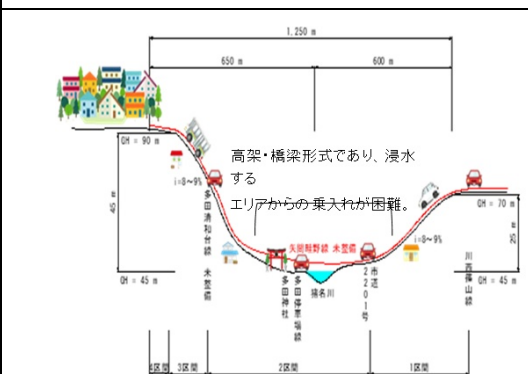 1,250 m
650 m
600 m
GH = 90 m
45 m
i=8~9%
高架・橋梁形式であり、浸水
する
エリアからの乗入れが困難。
GH = 70 m
25 m
i=8~9%
矢問畦野線 未整備
多田清和台線 未整備
GH = 45 m
多田神社
多田停車場線
猪名川
市道2201号
川西篠山線
GH = 45 m
4区間
3区間
2区間
1区間